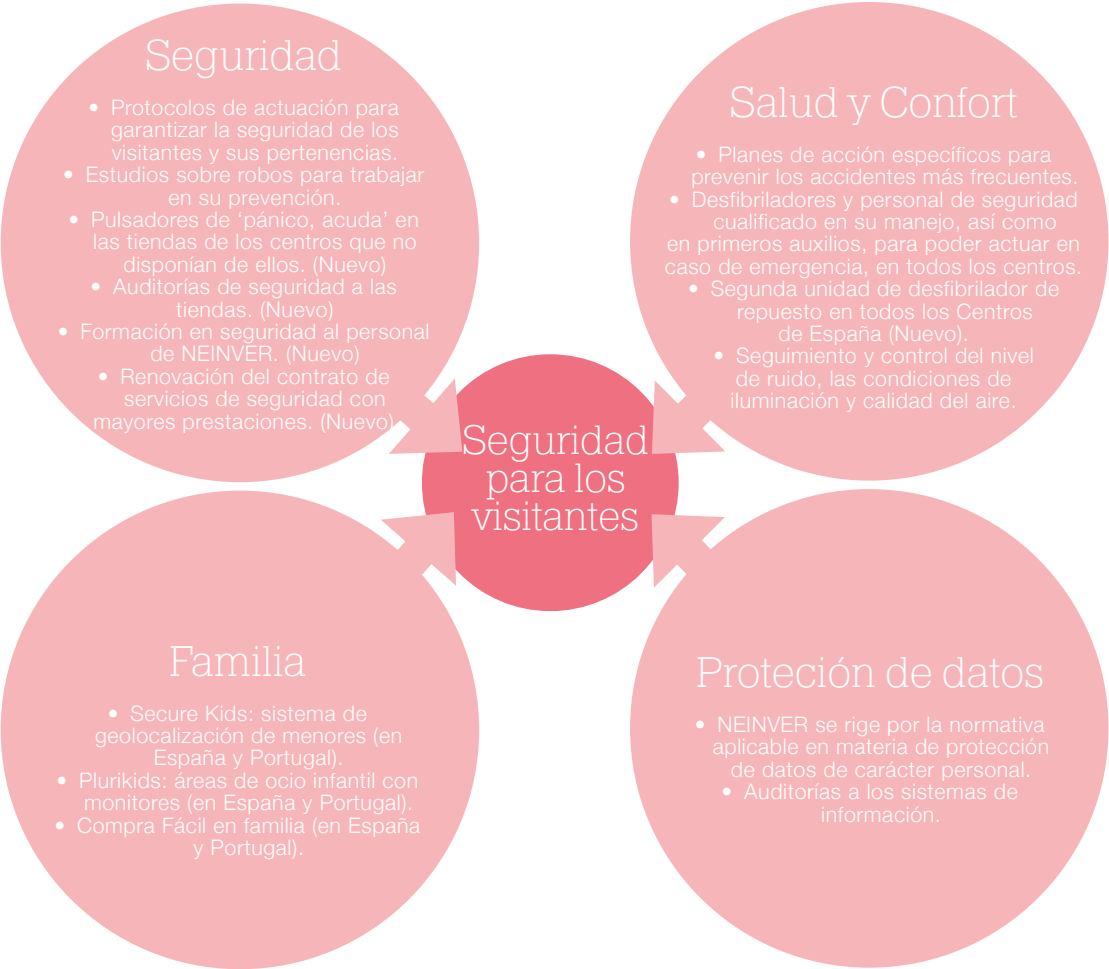 Seguridad
• Protocolos de actuación para
garantizar la seguridad de los
visitantes y sus pertenencias.
• Estudios sobre robos para trabajar
en su prevención.
• Pulsadores de ‘pánico, acuda’ en
las tiendas de los centros que no
disponían de ellos. (Nuevo)
• Auditorías de seguridad a las
tiendas. (Nuevo)
• Formación en seguridad al personal
de NEINVER. (Nuevo)
• Renovación del contrato de
servicios de seguridad con
mayores prestaciones. (Nuevo)
Salud y Confort
• Planes de acción específicos para
prevenir los accidentes más frecuentes.
• Desfibriladores y personal de seguridad
cualificado en su manejo, así como
en primeros auxilios, para poder actuar en
caso de emergencia, en todos los centros.
• Segunda unidad de desfibrilador de
repuesto en todos los Centros
de España (Nuevo).
• Seguimiento y control del nivel
de ruido, las condiciones de
iluminación y calidad del aire.
Seguridad
para los
visitantes
Familia
• Secure Kids: sistema de
geolocalización de menores (en
España y Portugal).
• Plurikids: áreas de ocio infantil con
monitores (en España y Portugal).
• Compra Fácil en familia (en España
y Portugal).
Proteción de datos
• NEINVER se rige por la normativa
aplicable en materia de protección
de datos de carácter personal.
• Auditorías a los sistemas de
información.